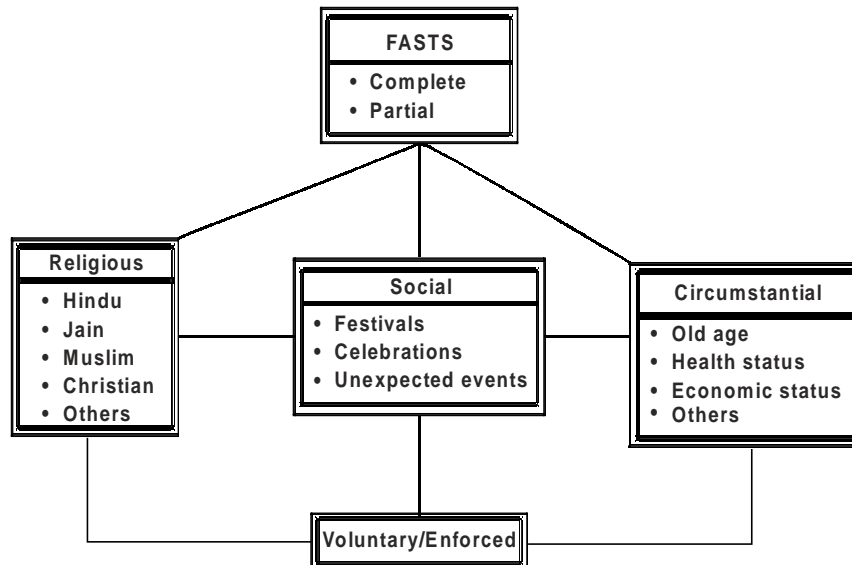 FASTS
• Complete
• Partial
Religious
• Hindu
• Jain
• Muslim
• Christian
• Others
Social
• Festivals
• Celebrations
• Unexpected events
Circumstantial
• Old age
• Health status
• Economic status
• Others
Voluntary/Enforced